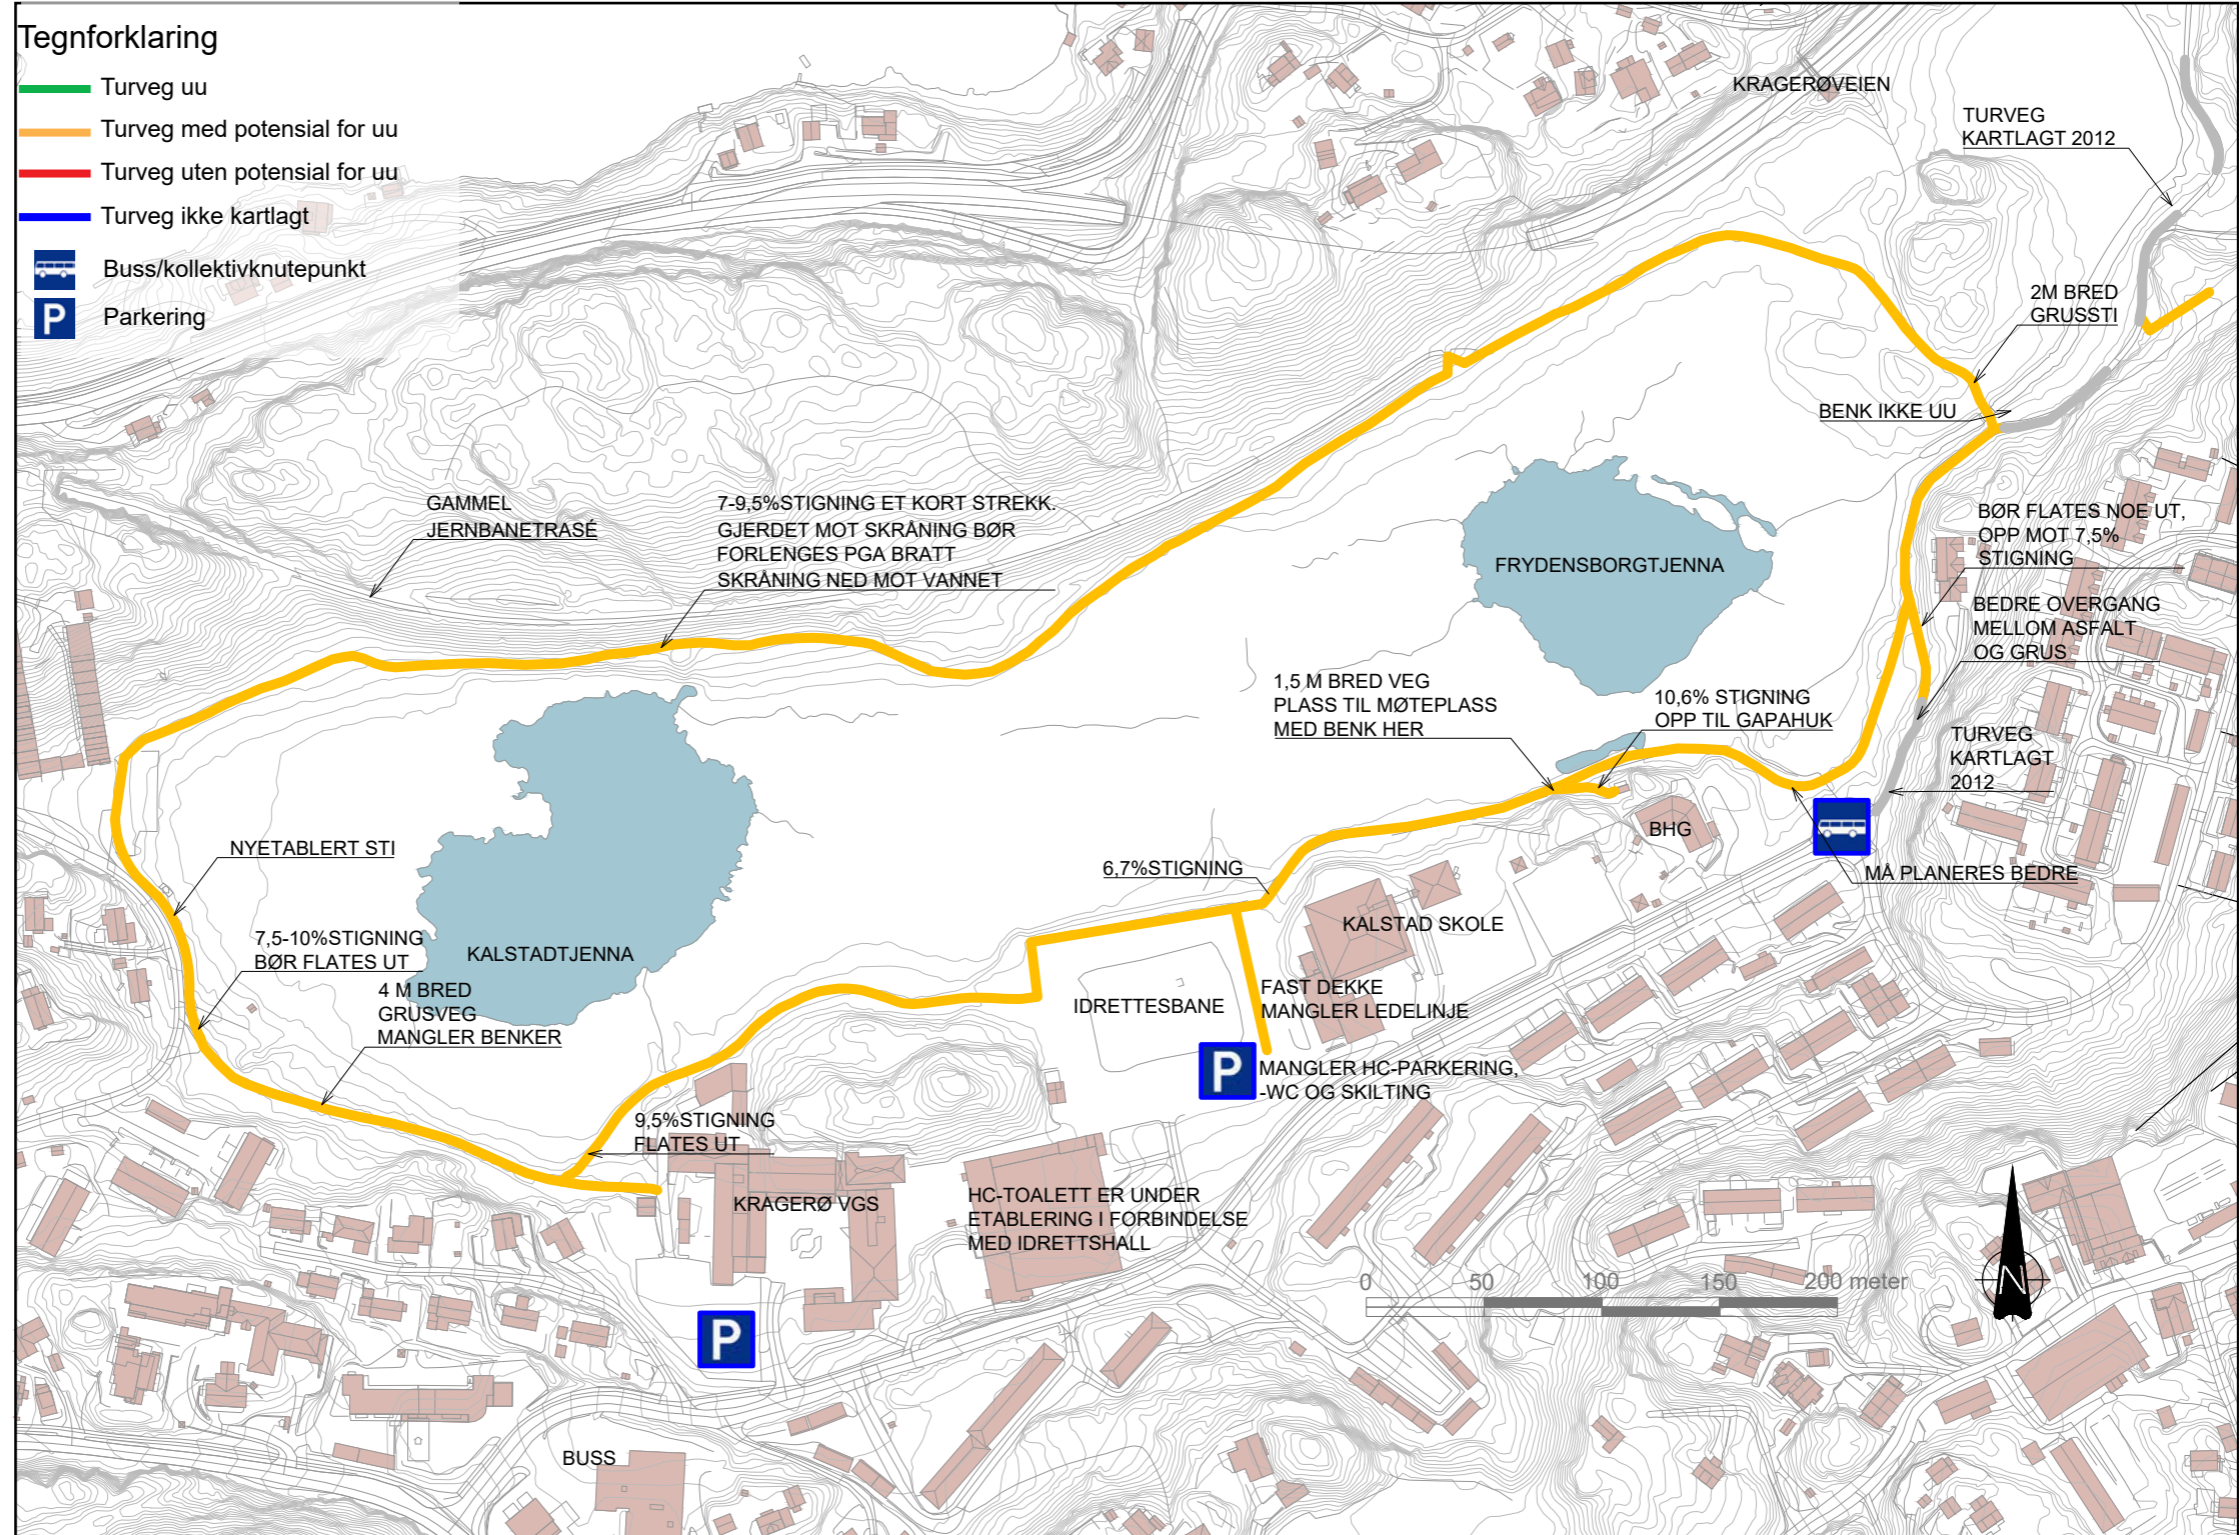 Tegnforklaring
Turveg uu
Turveg med potensial for uu
Turveg uten potensial for uu
Turveg ikke kartlagt
Buss/kollektivknutepunkt
P
Parkering
KRAGERØVEIEN
TURVEG
KARTLAGT 2012
2M BRED
GRUSSTI
BENK IKKE UU
GAMMEL
JERNBANETRASÉ
7-9,5%STIGNING ET KORT STREKK.
GJERDET MOT SKRÅNING BØR
FORLENGES PGA BRATT
SKRÅNING NED MOT VANNET
FRYDENSBORGTJENNA
BØR FLATES NOE UT,
OPP MOT 7,5%
STIGNING
BEDRE OVERGANG
MELLOM ASFALT
OG GRUS
1,5 M BRED VEG
PLASS TIL MØTEPLASS
MED BENK HER
10,6% STIGNING
OPP TIL GAPAHUK
TURVEG
KARTLAGT
2012
BHG
MÅ PLANERES BEDRE
NYETABLERT STI
6,7%STIGNING
KALSTAD SKOLE
7,5-10%STIGNING
BØR FLATES UT
KALSTADTJENNA
4 M BRED
GRUSVEG
MANGLER BENKER
IDRETTESBANE
FAST DEKKE
MANGLER LEDELINJE
P
MANGLER HC-PARKERING,
-WC OG SKILTING
9,5%STIGNING
FLATES UT
KRAGERØ VGS
HC-TOALETT ER UNDER
ETABLERING I FORBINDELSE
MED IDRETTSHALL
0 50 100 150 200 meter
N
P
BUSS